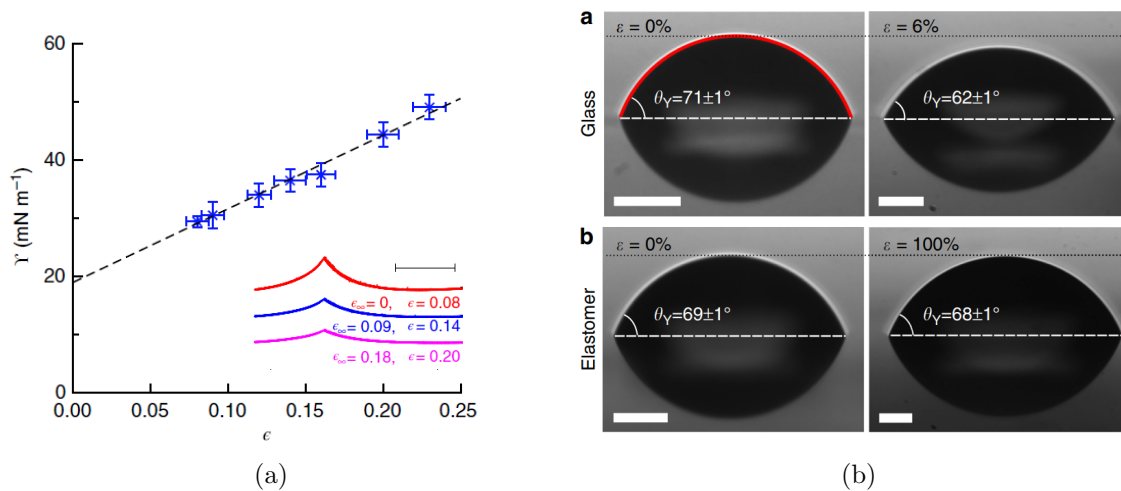 60
40
20
0
ϒ (mN m⁻¹)
0.00 0.05 0.10 0.15 0.20 0.25
ϵ
ϵ∞ = 0, ϵ = 0.08
ϵ∞ = 0.09, ϵ = 0.14
ϵ∞ = 0.18, ϵ = 0.20
(a)
a
Glass
ε = 0%
θY=71±1°
ε = 6%
θY=62±1°
b
Elastomer
ε = 0%
θY=69±1°
ε = 100%
θY=68±1°
(b)